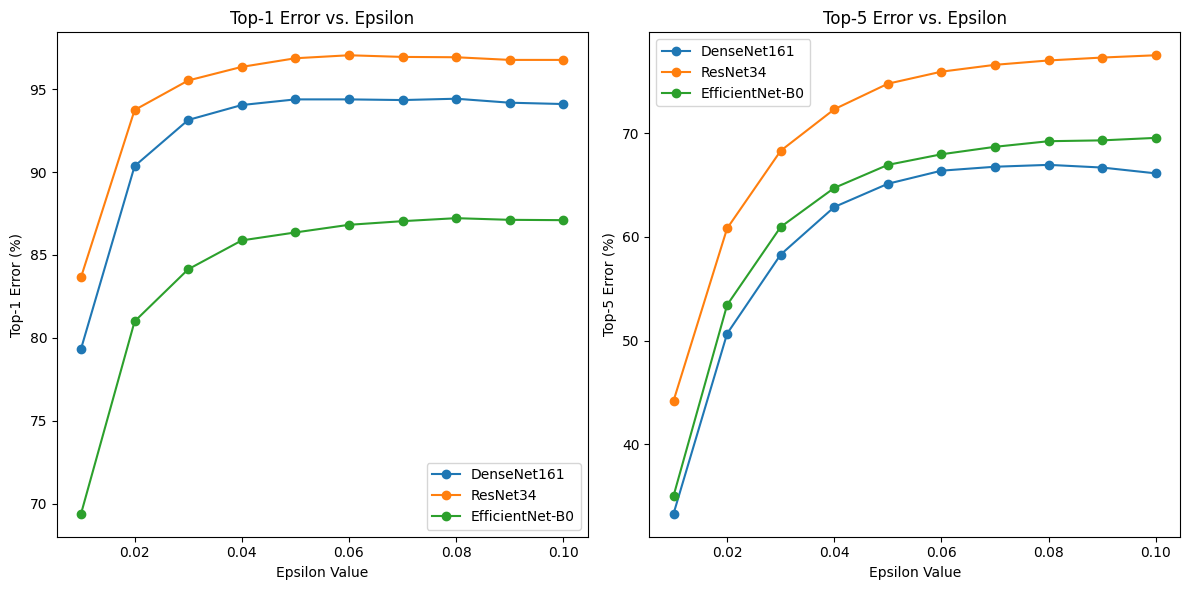 Top-1 Error vs. Epsilon
Top-1 Error (%)
95
90
85
80
75
70
0.02 0.04 0.06 0.08 0.10
Epsilon Value
DenseNet161
ResNet34
EfficientNet-B0
Top-5 Error vs. Epsilon
DenseNet161
ResNet34
EfficientNet-B0
Top-5 Error (%)
70
60
50
40
0.02 0.04 0.06 0.08 0.10
Epsilon Value